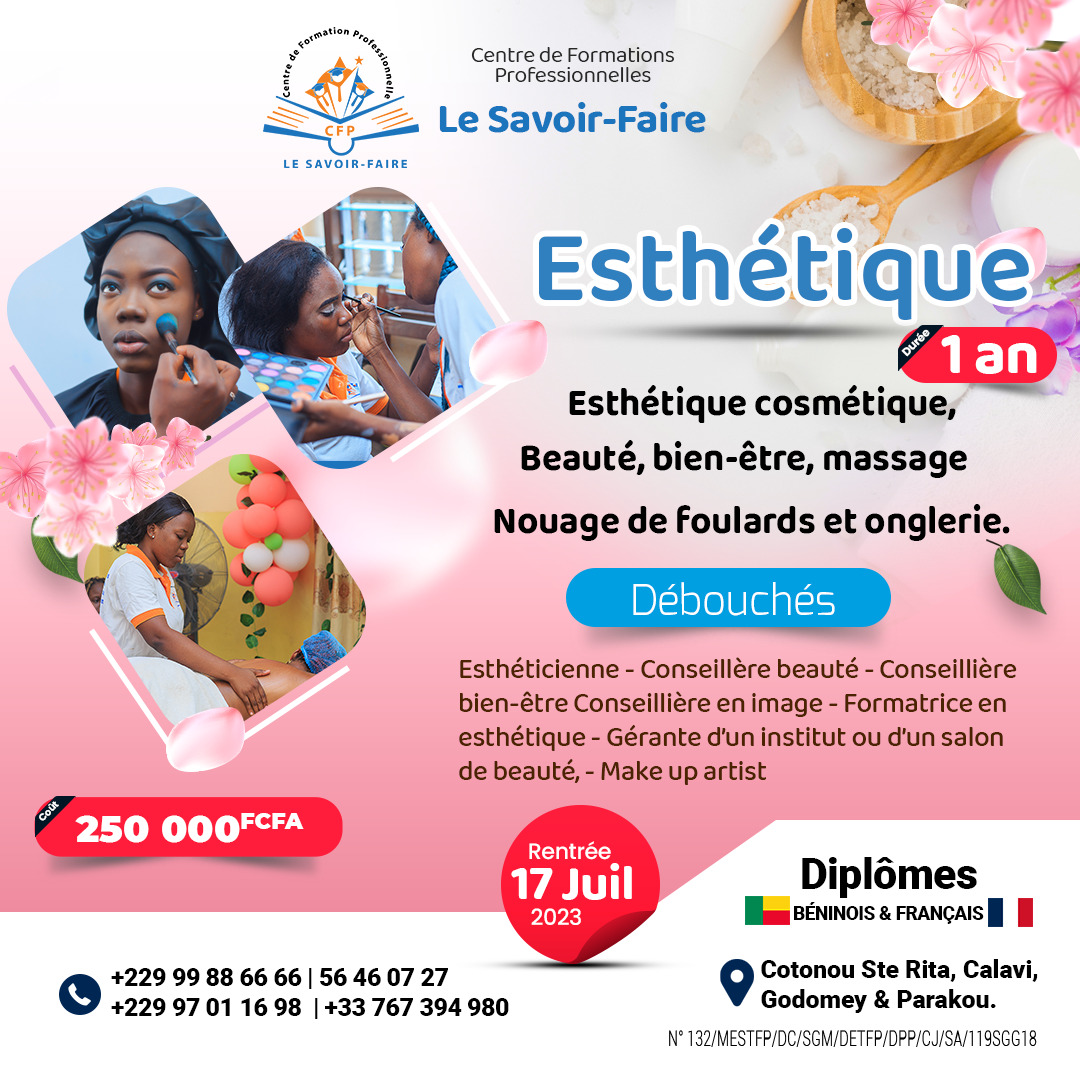 Centre de Formation Professionnelle
CFP
LE SAVOIR-FAIRE
Centre de Formations
Professionnelles
Le Savoir-Faire
Esthétique
Durée
1 an
Esthétique cosmétique,
Beauté, bien-être, massage
Nouage de foulards et onglerie.
Débouchés
Esthéticienne - Conseillère beauté - Conseillière
bien-être Conseillière en image - Formatrice en
esthétique - Gérante d'un institut ou d'un salon
de beauté, - Make up artist
Coût
250 000 FCFA
Rentrée
17 Juil
2023
Diplômes
BÉNINOIS & FRANÇAIS
+229 99 88 66 66 | 56 46 07 27
+229 97 01 16 98 | +33 767 394 980
Cotonou Ste Rita, Calavi,
Godomey & Parakou.
N° 132/MESTFP/DC/SGM/DETFP/DPP/CJ/SA/119SGG18